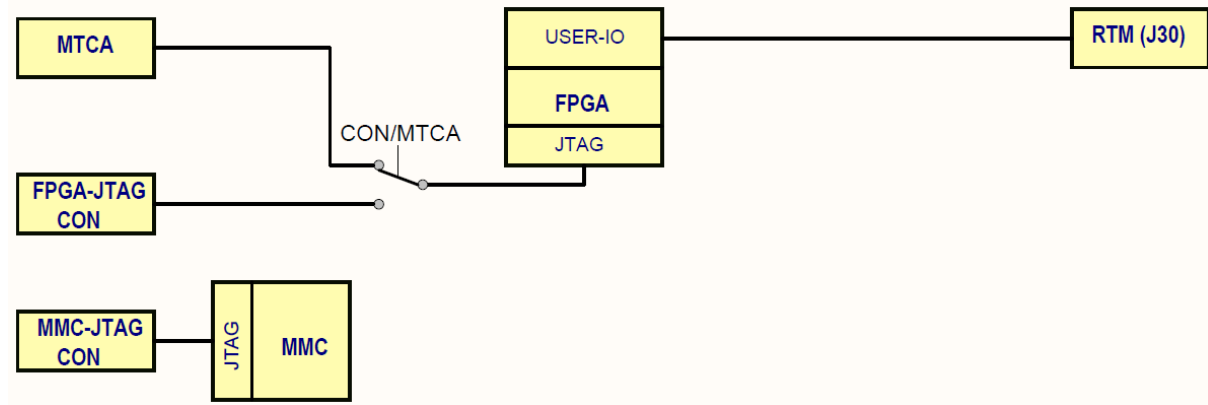 MTCA
USER-IO
RTM (J30)
FPGA
CON/MTCA
JTAG
FPGA-JTAG
CON
MMC-JTAG
CON
JTAG
MMC